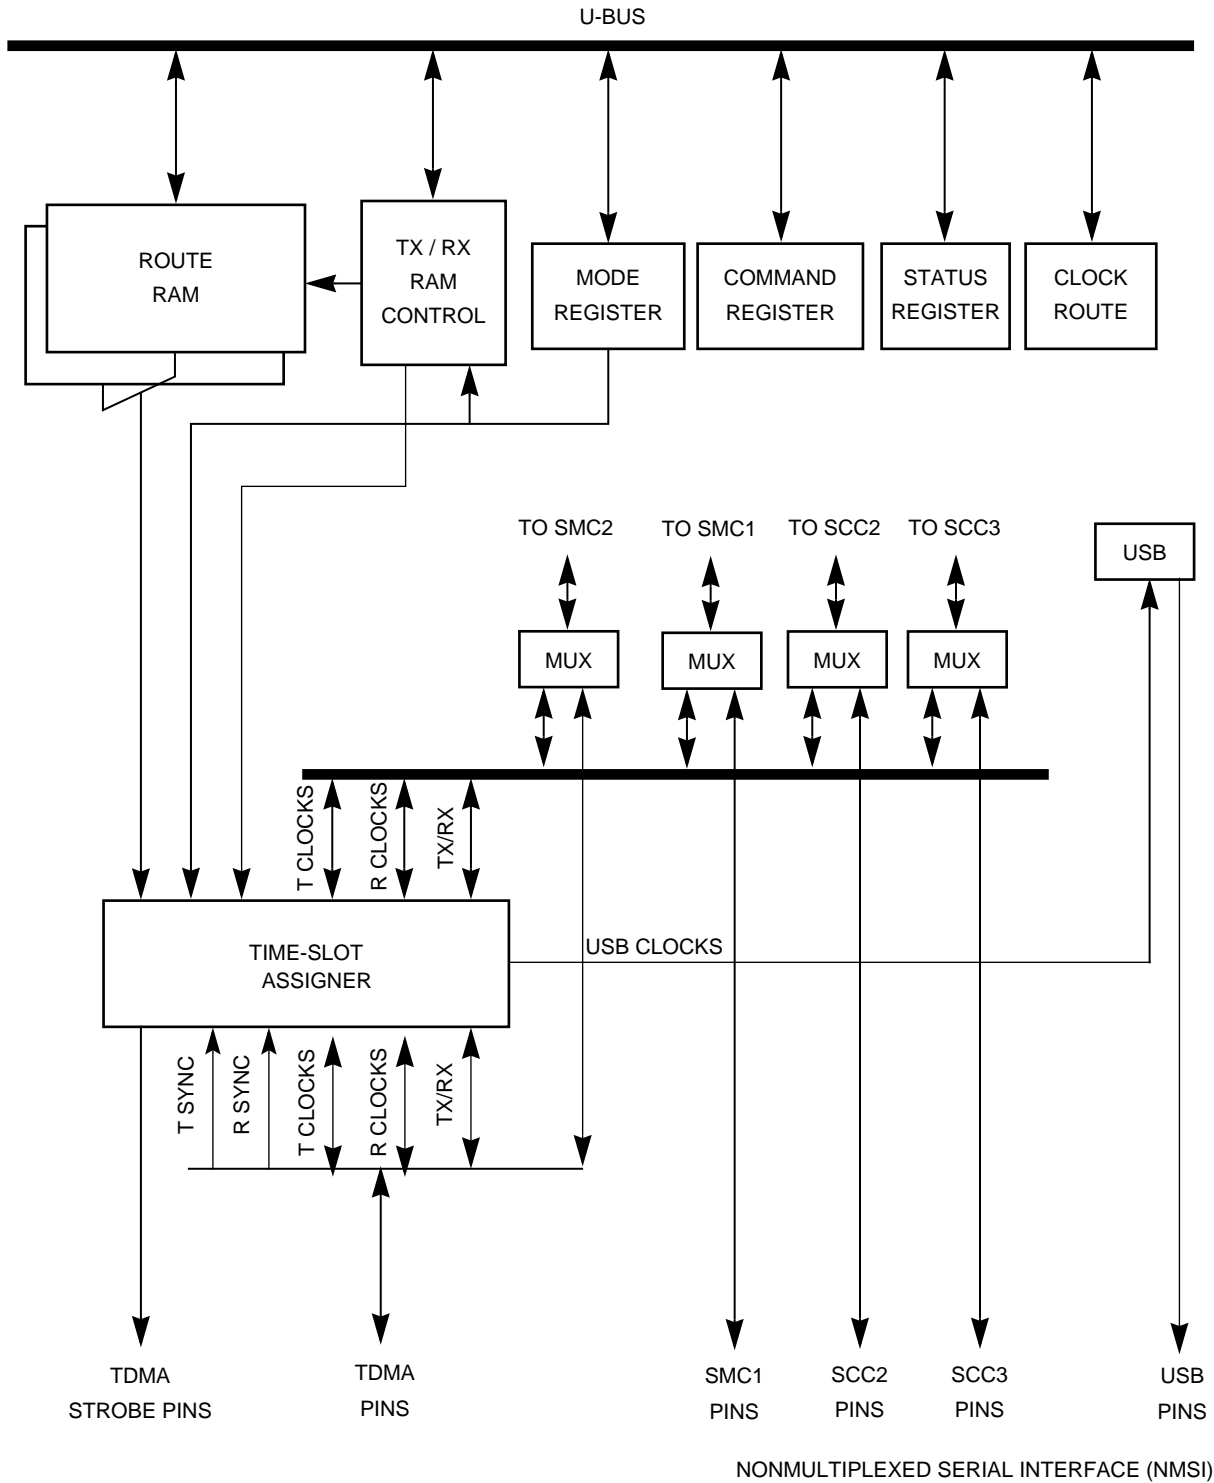 U-BUS
ROUTE
RAM
TX / RX
RAM
CONTROL
MODE
REGISTER
COMMAND
REGISTER
STATUS
REGISTER
CLOCK
ROUTE
TO SMC2
TO SMC1
TO SCC2
TO SCC3
USB
MUX
MUX
MUX
MUX
T CLOCKS
R CLOCKS
TX/RX
TIME-SLOT
ASSIGNER
USB CLOCKS
T SYNC
R SYNC
T CLOCKS
R CLOCKS
TX/RX
TDMA
STROBE PINS
TDMA
PINS
SMC1
PINS
SCC2
PINS
SCC3
PINS
USB
PINS
NONMULTIPLEXED SERIAL INTERFACE (NMSI)